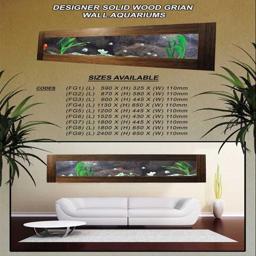 DESIGNER SOLID WOOD GRIAN
WALL AQUARIUMS
SIZES AVAILABLE
CODES
(FG1) (L) 590 X (H) 325 X (W) 110mm
(FG2) (L) 870 X (H) 580 X (W) 110mm
(FG3) (L) 900 X (H) 445 X (W) 110mm
(FG4) (L) 1130 X (H) 650 X (W) 110mm
(FG5) (L) 1200 X (H) 445 X (W) 110mm
(FG6) (L) 1525 X (H) 430 X (W) 110mm
(FG7) (L) 1800 X (H) 445 X (W) 110mm
(FG8) (L) 1800 X (H) 650 X (W) 110mm
(FG9) (L) 2400 X (H) 650 X (W) 110mm